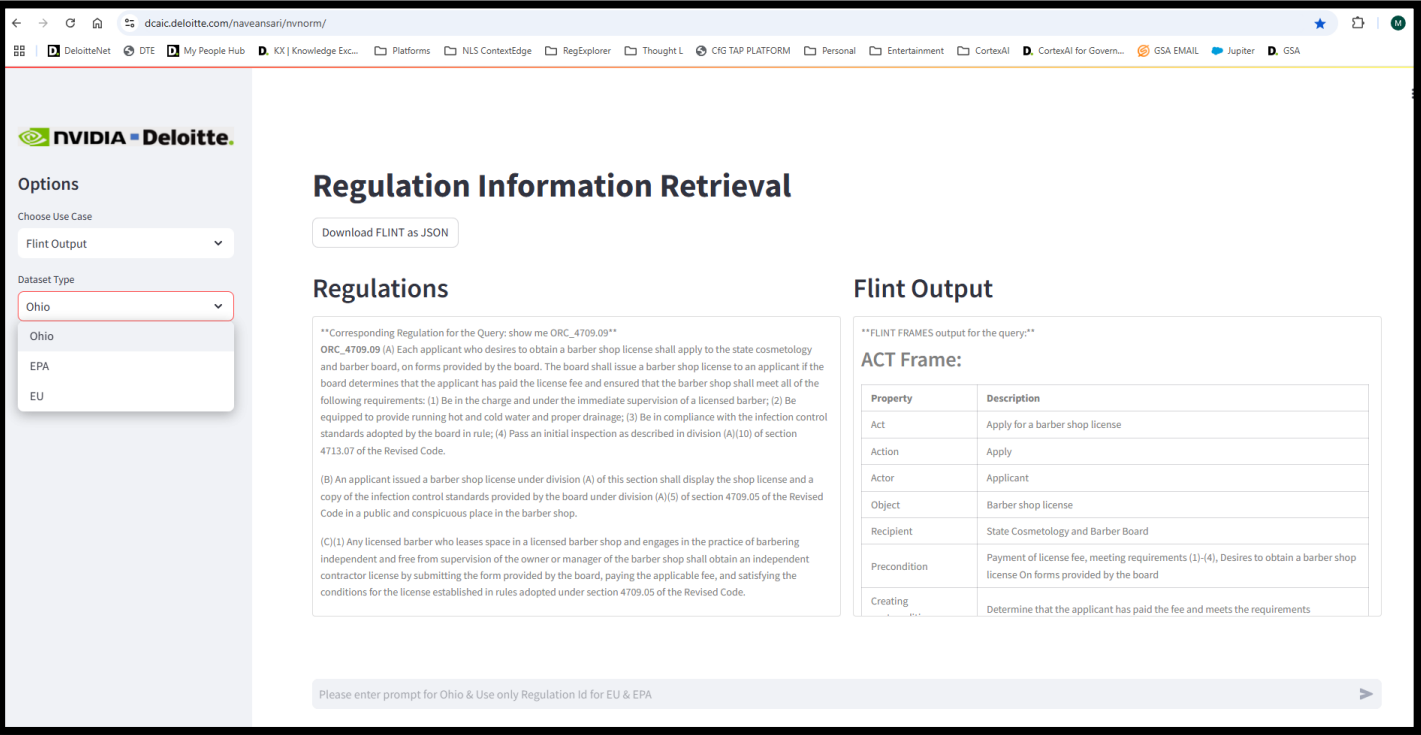 dcaic.deloitte.com/naveansari/nvnorm/
M
D. DeloitteNet DTE D. My People Hub D. KX | Knowledge Exc... Platforms NLS ContextEdge RegExplorer Thought L CfG TAP PLATFORM Personal Entertainment CortexAI D. CortexAI for Govern... GSA EMAIL Jupiter D. GSA
NVIDIA Deloitte.
Options
Choose Use Case
Flint Output
Dataset Type
Ohio
Ohio
EPA
EU
Regulation Information Retrieval
Download FLINT as JSON
Regulations
**Corresponding Regulation for the Query: show me ORC_4709.09**
ORC_4709.09 (A) Each applicant who desires to obtain a barber shop license shall apply to the state cosmetology
and barber board, on forms provided by the board. The board shall issue a barber shop license to an applicant if the
board determines that the applicant has paid the license fee and ensured that the barber shop shall meet all of the
following requirements: (1) Be in the charge and under the immediate supervision of a licensed barber; (2) Be
equipped to provide running hot and cold water and proper drainage; (3) Be in compliance with the infection control
standards adopted by the board in rule; (4) Pass an initial inspection as described in division (A)(10) of section
4713.07 of the Revised Code.
(B) An applicant issued a barber shop license under division (A) of this section shall display the shop license and a
copy of the infection control standards provided by the board under division (A)(5) of section 4709.05 of the Revised
Code in a public and conspicuous place in the barber shop.
(C)(1) Any licensed barber who leases space in a licensed barber shop and engages in the practice of barbering
independent and free from supervision of the owner or manager of the barber shop shall obtain an independent
contractor license by submitting the form provided by the board, paying the applicable fee, and satisfying the
conditions for the license established in rules adopted under section 4709.05 of the Revised Code.
Flint Output
**FLINT FRAMES output for the query:**
ACT Frame:
Property Description
Act Apply for a barber shop license
Action Apply
Actor Applicant
Object Barber shop license
Recipient State Cosmetology and Barber Board
Precondition Payment of license fee, meeting requirements (1)-(4), Desires to obtain a barber shop
license On forms provided by the board
Creating
Determine that the applicant has paid the fee and meets the requirements
Please enter prompt for Ohio & Use only Regulation Id for EU & EPA